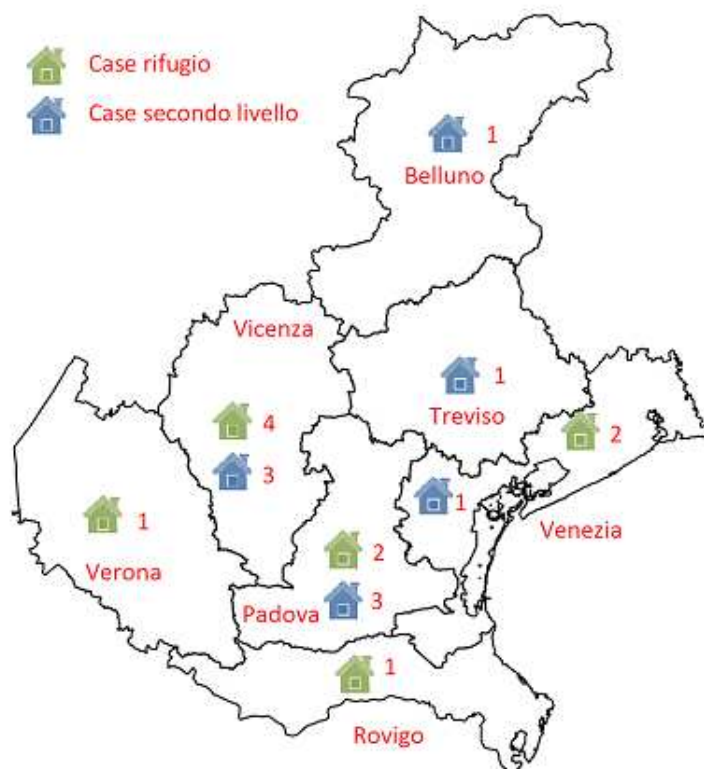 Case rifugio
Case secondo livello
1
Belluno
Vicenza
1
Treviso
4
2
3
1
Venezia
1
Verona
2
Padova
3
1
Rovigo